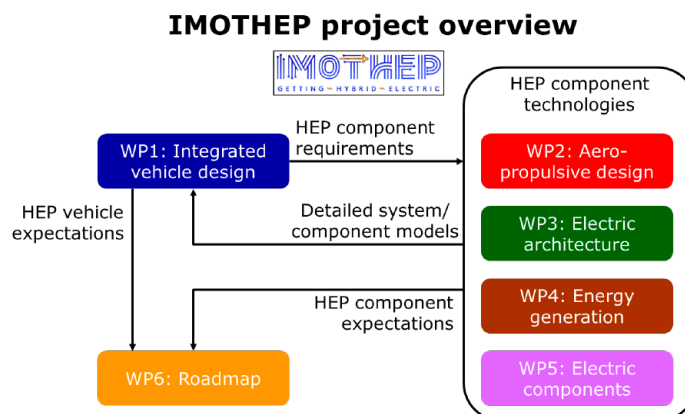 IMOTHEP project overview
IMOTHEP
GETTING-HYBRID-ELECTRIC
HEP component
technologies
HEP component
requirements
WP1: Integrated
vehicle design
WP2: Aero-
propulsive design
HEP vehicle
expectations
Detailed system/
component models
WP3: Electric
architecture
HEP component
expectations
WP4: Energy
generation
WP6: Roadmap
WP5: Electric
components